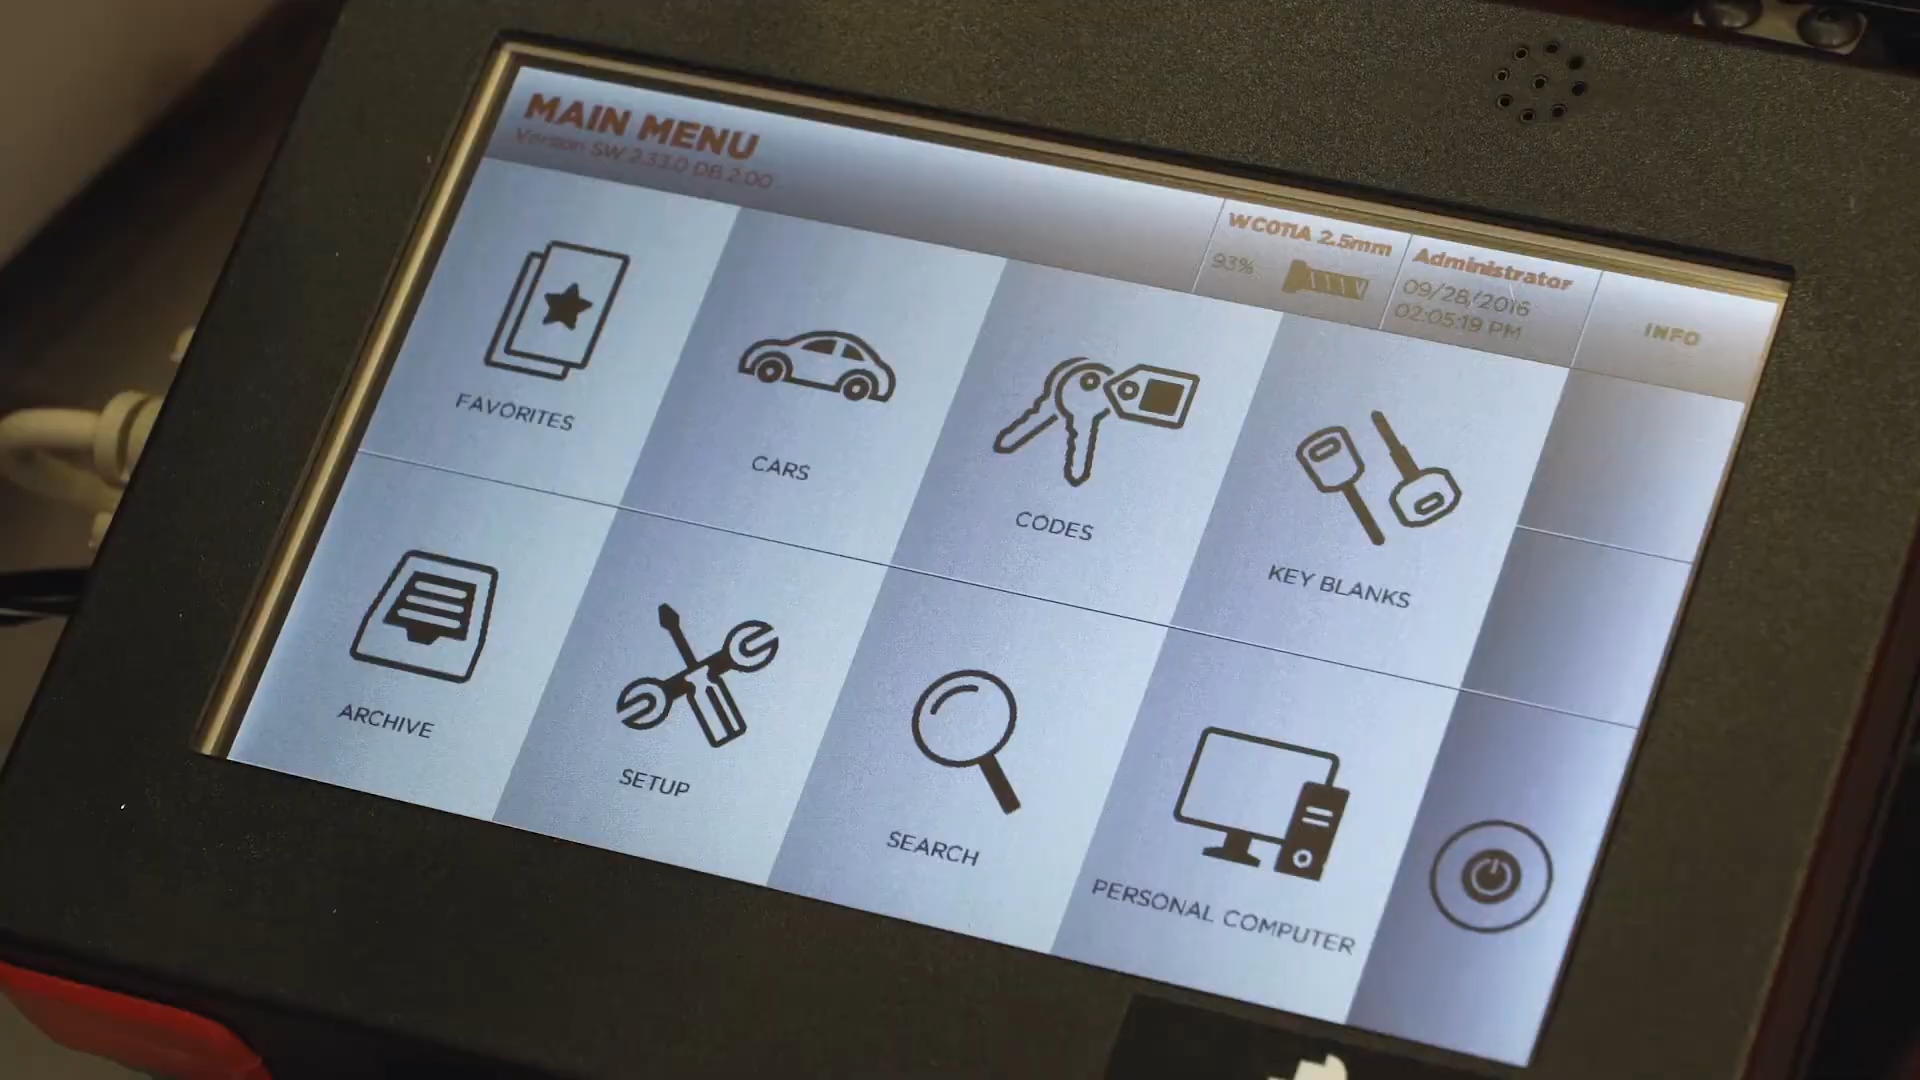 MAIN MENU
Version SW 2.33.0 DB 2.00
WC01IA 2.5mm
93%
Administrator
09/28/2016
02:05:19 PM
INFO
FAVORITES
CARS
CODES
KEY BLANKS
ARCHIVE
SETUP
SEARCH
PERSONAL COMPUTER